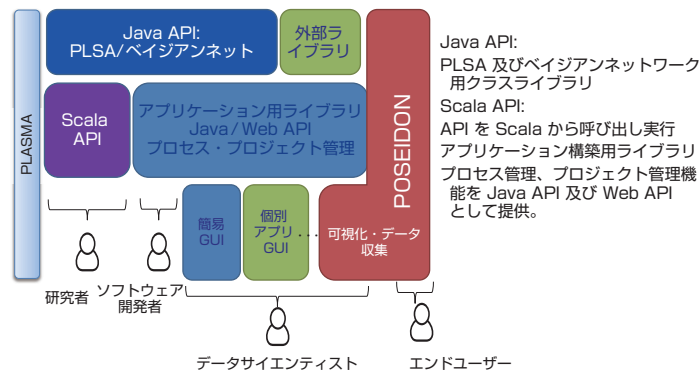 Java API:
PLSA/ベイジアンネット
外部ラ
イブラリ
PLASMA
Scala
API
アプリケーション用ライブラリ
Java/Web API
プロセス・プロジェクト管理
POSEIDON
簡易
GUI
個別
アプリ
GUI
...
可視化・データ
収集
研究者
ソフトウェア
開発者
データサイエンティスト
エンドユーザー
Java API:
PLSA 及びベイジアンネットワーク
用クラスライブラリ
Scala API:
API を Scala から呼び出し実行
アプリケーション構築用ライブラリ
プロセス管理、プロジェクト管理機
能を Java API 及び Web API
として提供。